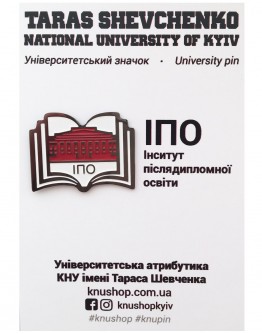 TARAS SHEVCHENKO
NATIONAL UNIVERSITY OF KYIV
Університетський значок · University pin
ІПО
Інситут
післядипломної
освіти
ІПО
Університетська атрибутика
КНУ імені Тараса Шевченка
knushop.com.ua
knushopkyiv
#knushop #knupin